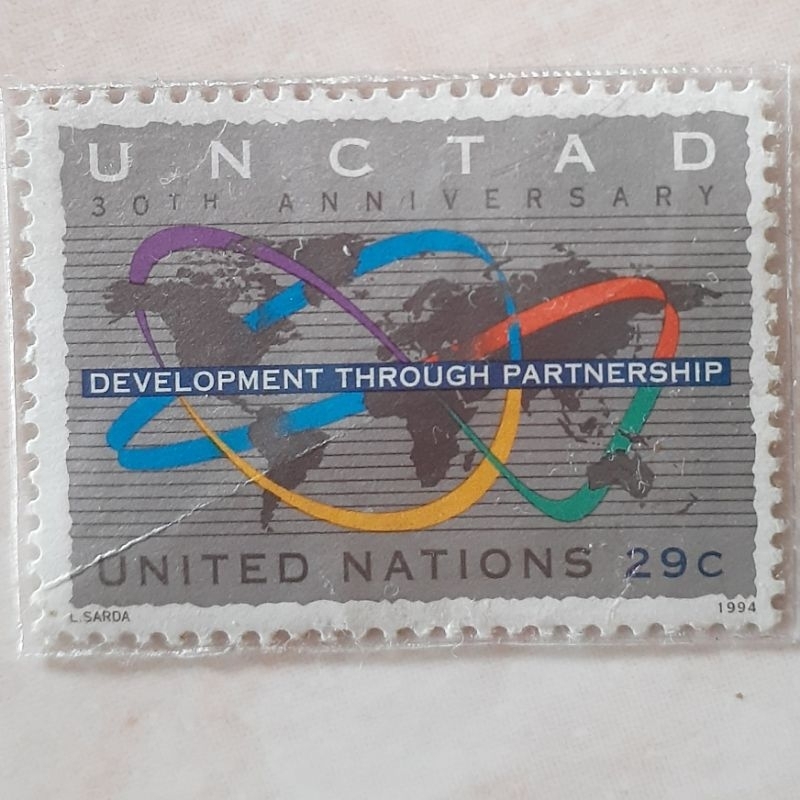 UNCTAD
30TH ANNIVERSARY
DEVELOPMENT THROUGH PARTNERSHIP
UNITED NATIONS 29C
L. SARDA 1994